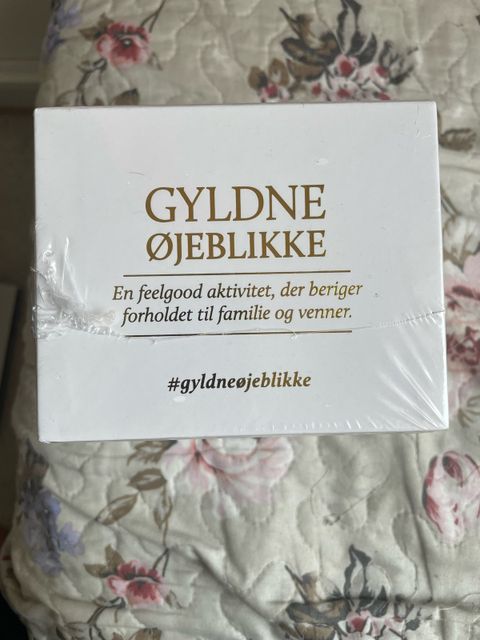 GYLDNE
ØJEBLIKKE
En feelgood aktivitet, der beriger
forholdet til familie og venner.
#gyldneøjeblikke